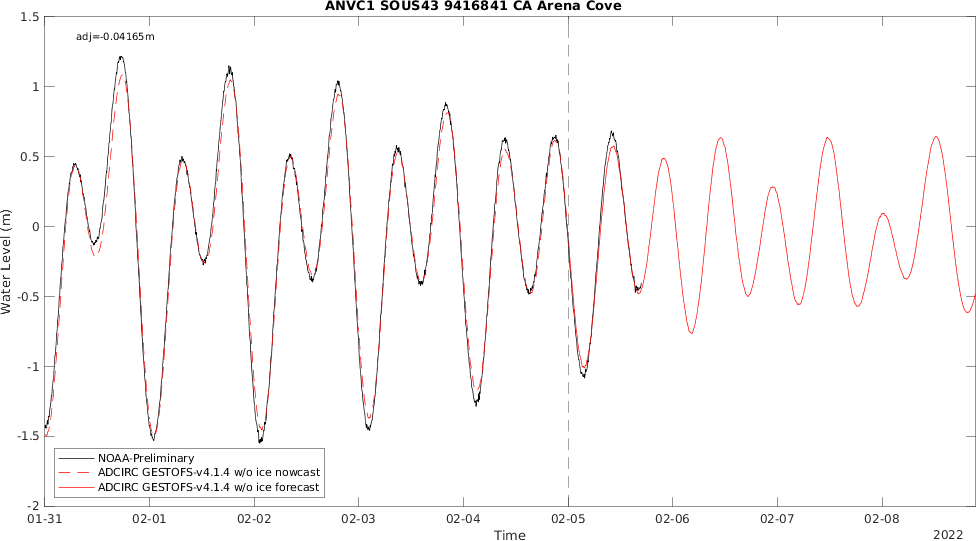 ANVC1 SOUS43 9416841 CA Arena Cove
adj=-0.04165m
1.5
1
0.5
0
-0.5
-1
-1.5
-2
Water Level (m)
NOAA-Preliminary
ADCIRC GESTOFS-v4.1.4 w/o ice nowcast
ADCIRC GESTOFS-v4.1.4 w/o ice forecast
01-31 02-01 02-02 02-03 02-04 02-05 02-06 02-07 02-08
Time
2022